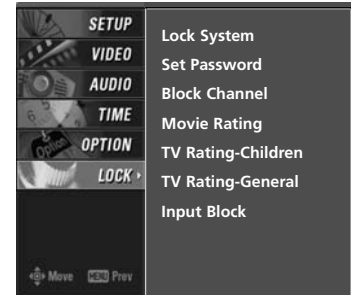 SETUP
VIDEO
AUDIO
TIME
OPTION
LOCK
Move MENU Prev
Lock System
Set Password
Block Channel
Movie Rating
TV Rating-Children
TV Rating-General
Input Block